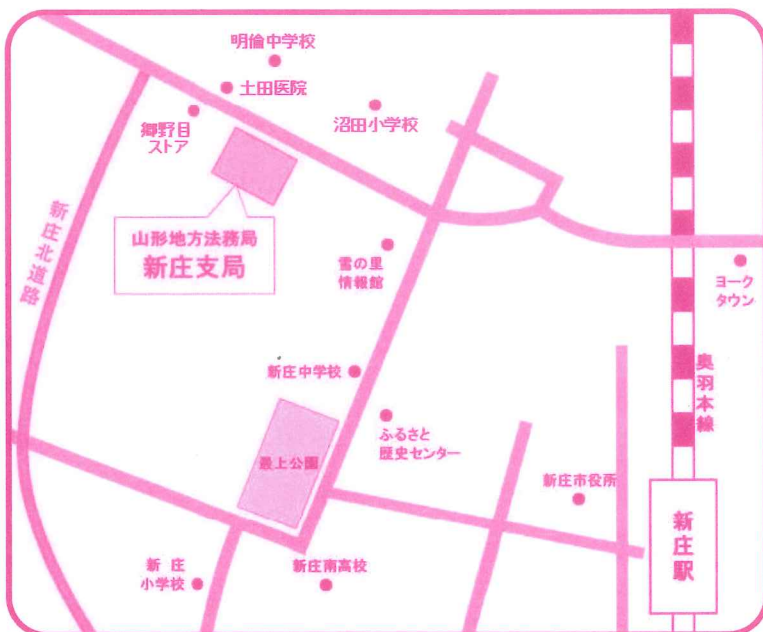 明倫中学校
土田医院
沼田小学校
郷野目
ストア
新庄北道路
山形地方法務局
新庄支局
雪の里
情報館
ヨーク
タウン
新庄中学校
奥羽本線
ふるさと
歴史センター
最上公園
新庄市役所
新庄駅
新 庄
小学校
新庄南高校